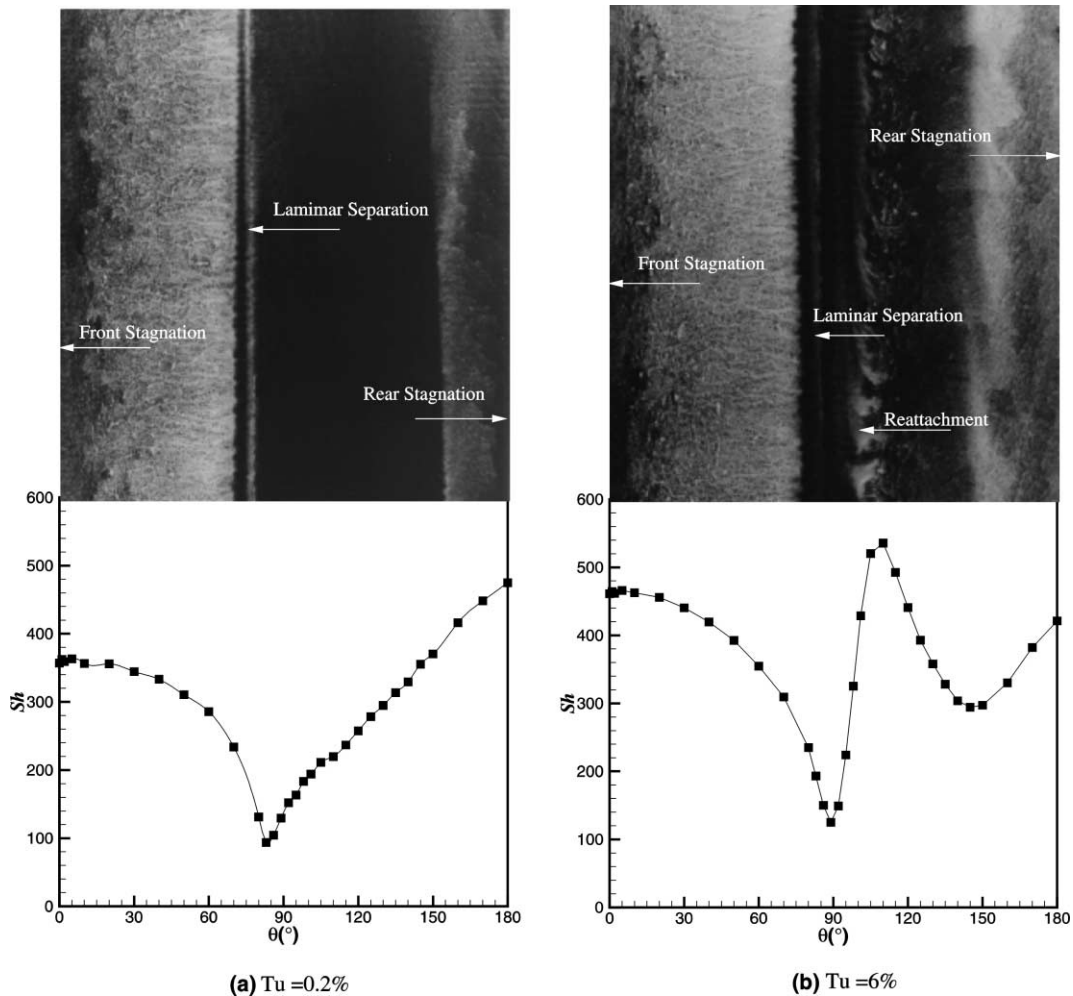 Lamimar Separation
Front Stagnation
Rear Stagnation
600
500
400
300
200
100
0
Sh
0 30 60 90 120 150 180
θ(°)
(a) Tu =0.2%
Rear Stagnation
Front Stagnation
Laminar Separation
Reattachment
600
500
400
300
200
100
0
Sh
0 30 60 90 120 150 180
θ(°)
(b) Tu =6%